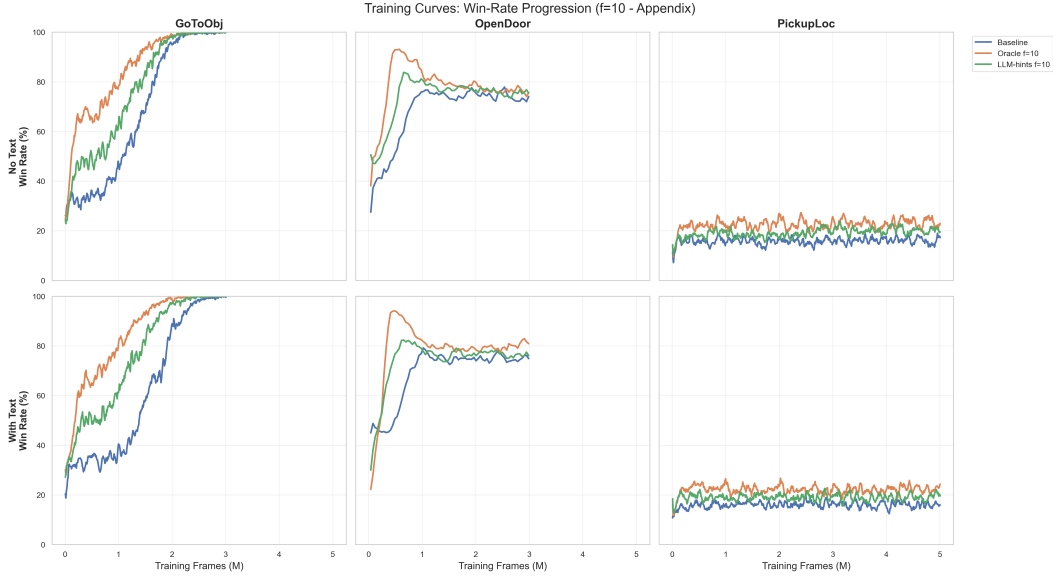 Training Curves: Win-Rate Progression (f=10 - Appendix)
GoToObj
OpenDoor
PickupLoc
Baseline
Oracle f=10
LLM-hints f=10
No Text
Win Rate (%)
100
80
60
40
20
0
With Text
Win Rate (%)
100
80
60
40
20
0
0 1 2 3 4 5
0 1 2 3 4 5
0 1 2 3 4 5
Training Frames (M)
Training Frames (M)
Training Frames (M)